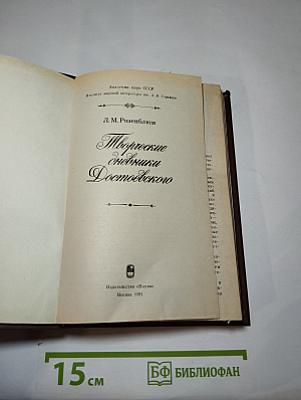 Академия наук СССР
Институт мировой литературы им. А. М. Горького
Л. М. Розенблюм
Творческие
дневники
Достоевского
Издательство «Наука»
Москва 1981
15 см
БФ БИБЛИОФАН